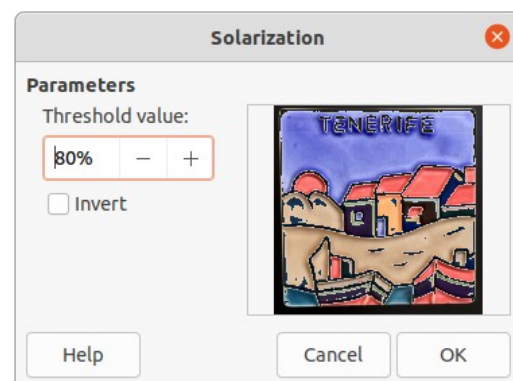 Solarization
Parameters
Threshold value:
80% − +
Invert
TENERIFE
Help Cancel OK